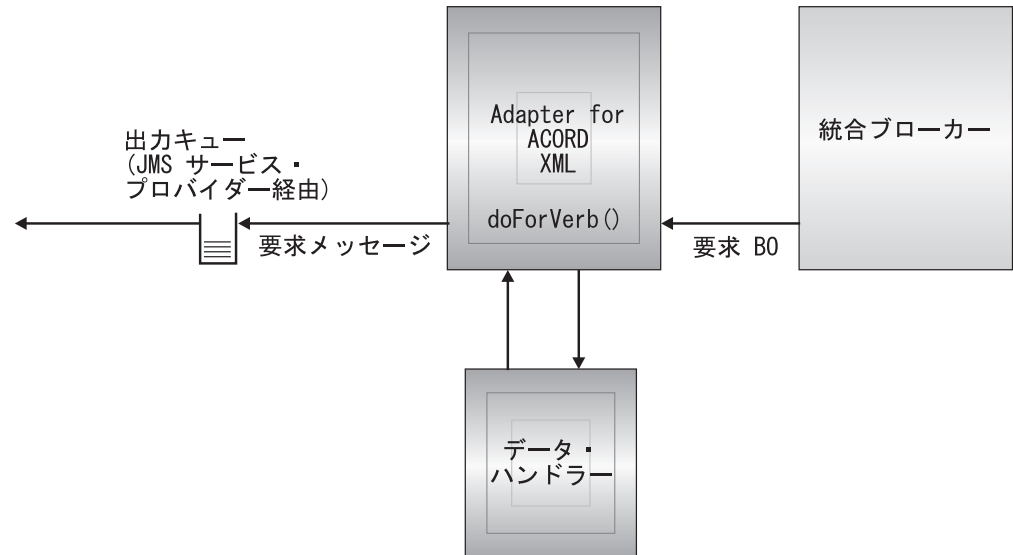 出力キュー
(JMS サービス・
プロバイダー経由)
要求メッセージ
Adapter for
ACORD
XML
doForVerb()
要求 BO
統合ブローカー
データ・
ハンドラー